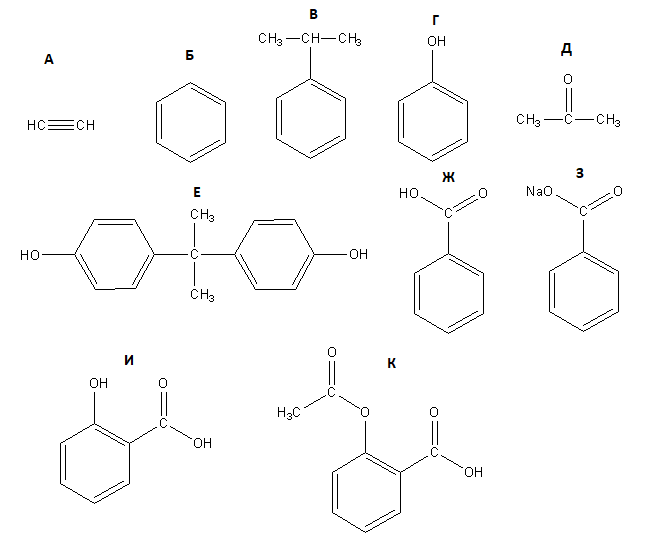 А
Б
В
Г
Д
HC CH
CH3 CH CH3
OH
O
CH3 C CH3
Е
Ж
З
HO
CH3
C
CH3
OH
HO O
C
NaO O
C
И
К
OH O
C
OH
O
H3C C
O
O
C
OH